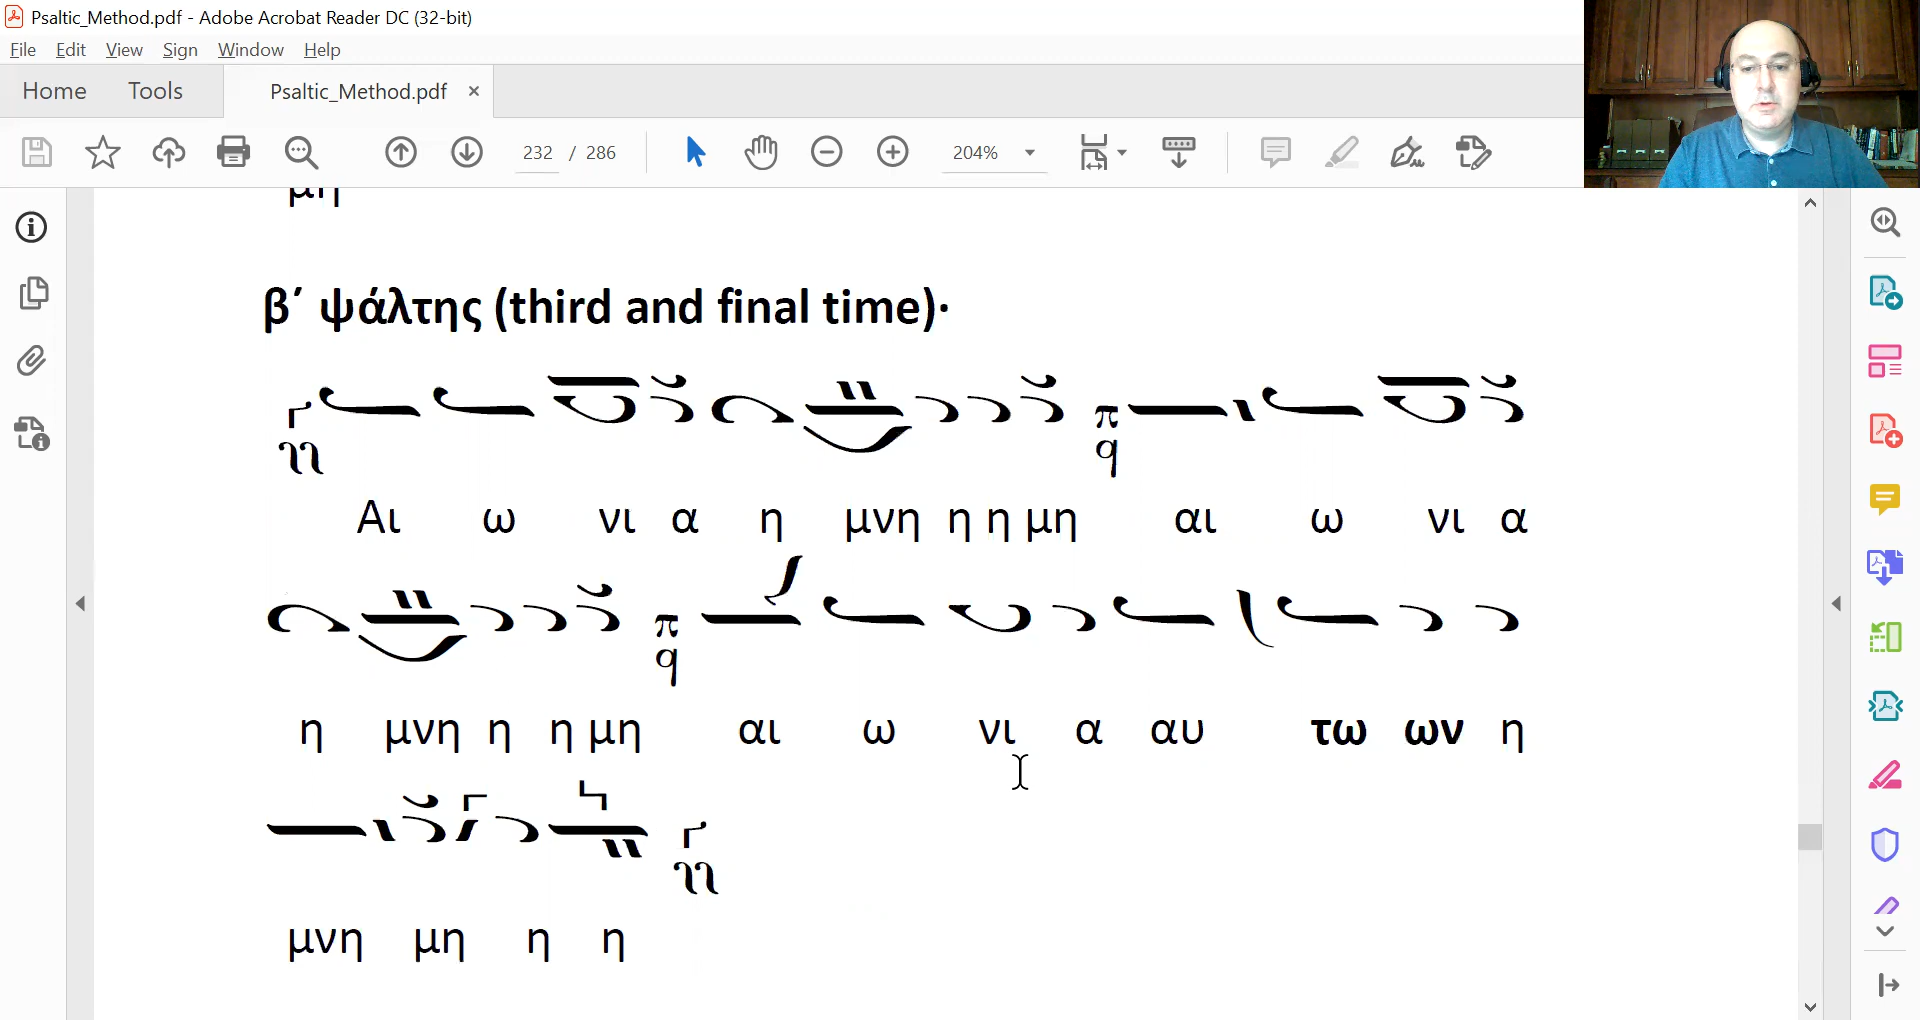 Psaltic_Method.pdf - Adobe Acrobat Reader DC (32-bit)
File Edit View Sign Window Help
Home Tools Psaltic_Method.pdf ×
232 / 286 204%
μη
β΄ ψάλτης (third and final time)·
Αι ω νι α η μνη η η μη αι ω νι α
η μνη η η μη αι ω νι α αυ τω ων η
μνη μη η η